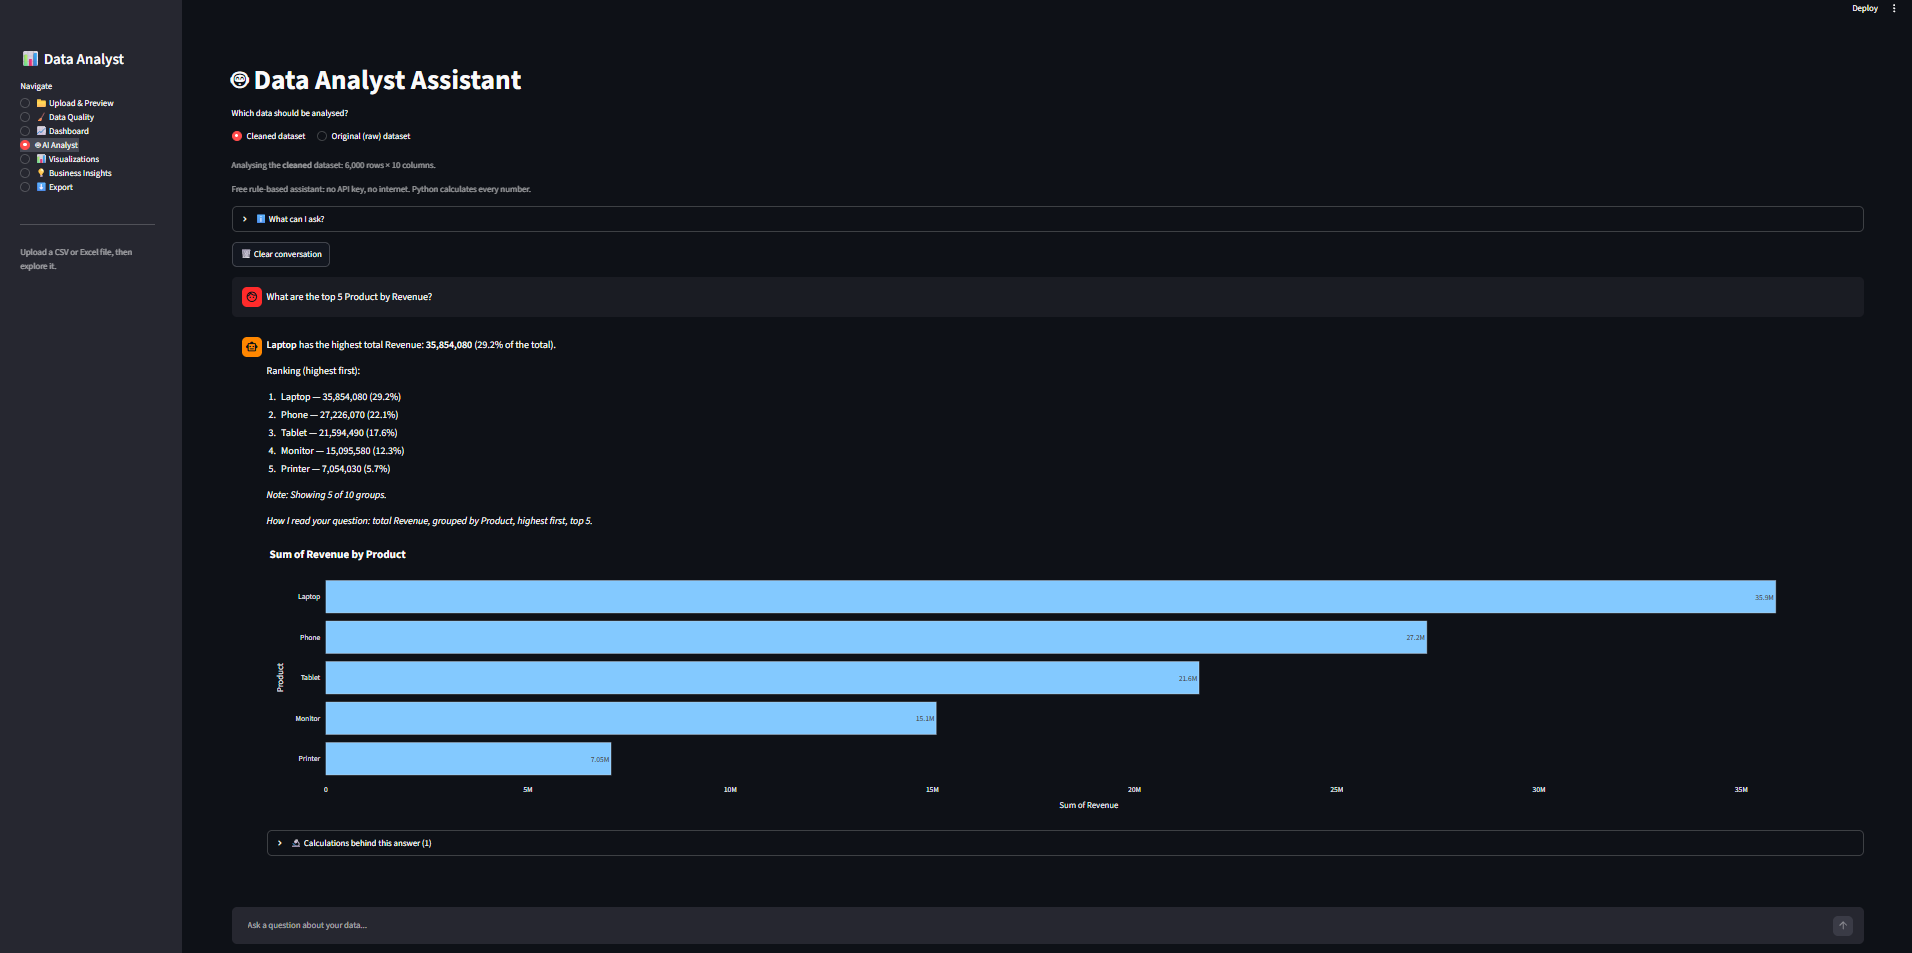 Deploy
Data Analyst
Navigate
Upload & Preview
Data Quality
Dashboard
AI Analyst
Visualizations
Business Insights
Export
Upload a CSV or Excel file, then
explore it.
Data Analyst Assistant
Which data should be analysed?
Cleaned dataset
Original (raw) dataset
Analysing the cleaned dataset: 6,000 rows × 10 columns.
Free rule-based assistant: no API key, no internet. Python calculates every number.
What can I ask?
Clear conversation
What are the top 5 Product by Revenue?
Laptop has the highest total Revenue: 35,854,080 (29.2% of the total).
Ranking (highest first):
1. Laptop — 35,854,080 (29.2%)
2. Phone — 27,226,070 (22.1%)
3. Tablet — 21,594,490 (17.6%)
4. Monitor — 15,095,580 (12.3%)
5. Printer — 7,054,030 (5.7%)
Note: Showing 5 of 10 groups.
How I read your question: total Revenue, grouped by Product, highest first, top 5.
Sum of Revenue by Product
Laptop 35.9M
Phone 27.2M
Tablet 21.6M
Monitor 15.1M
Printer 7.05M
Product
0 5M 10M 15M 20M 25M 30M 35M
Sum of Revenue
Calculations behind this answer (1)
Ask a question about your data...